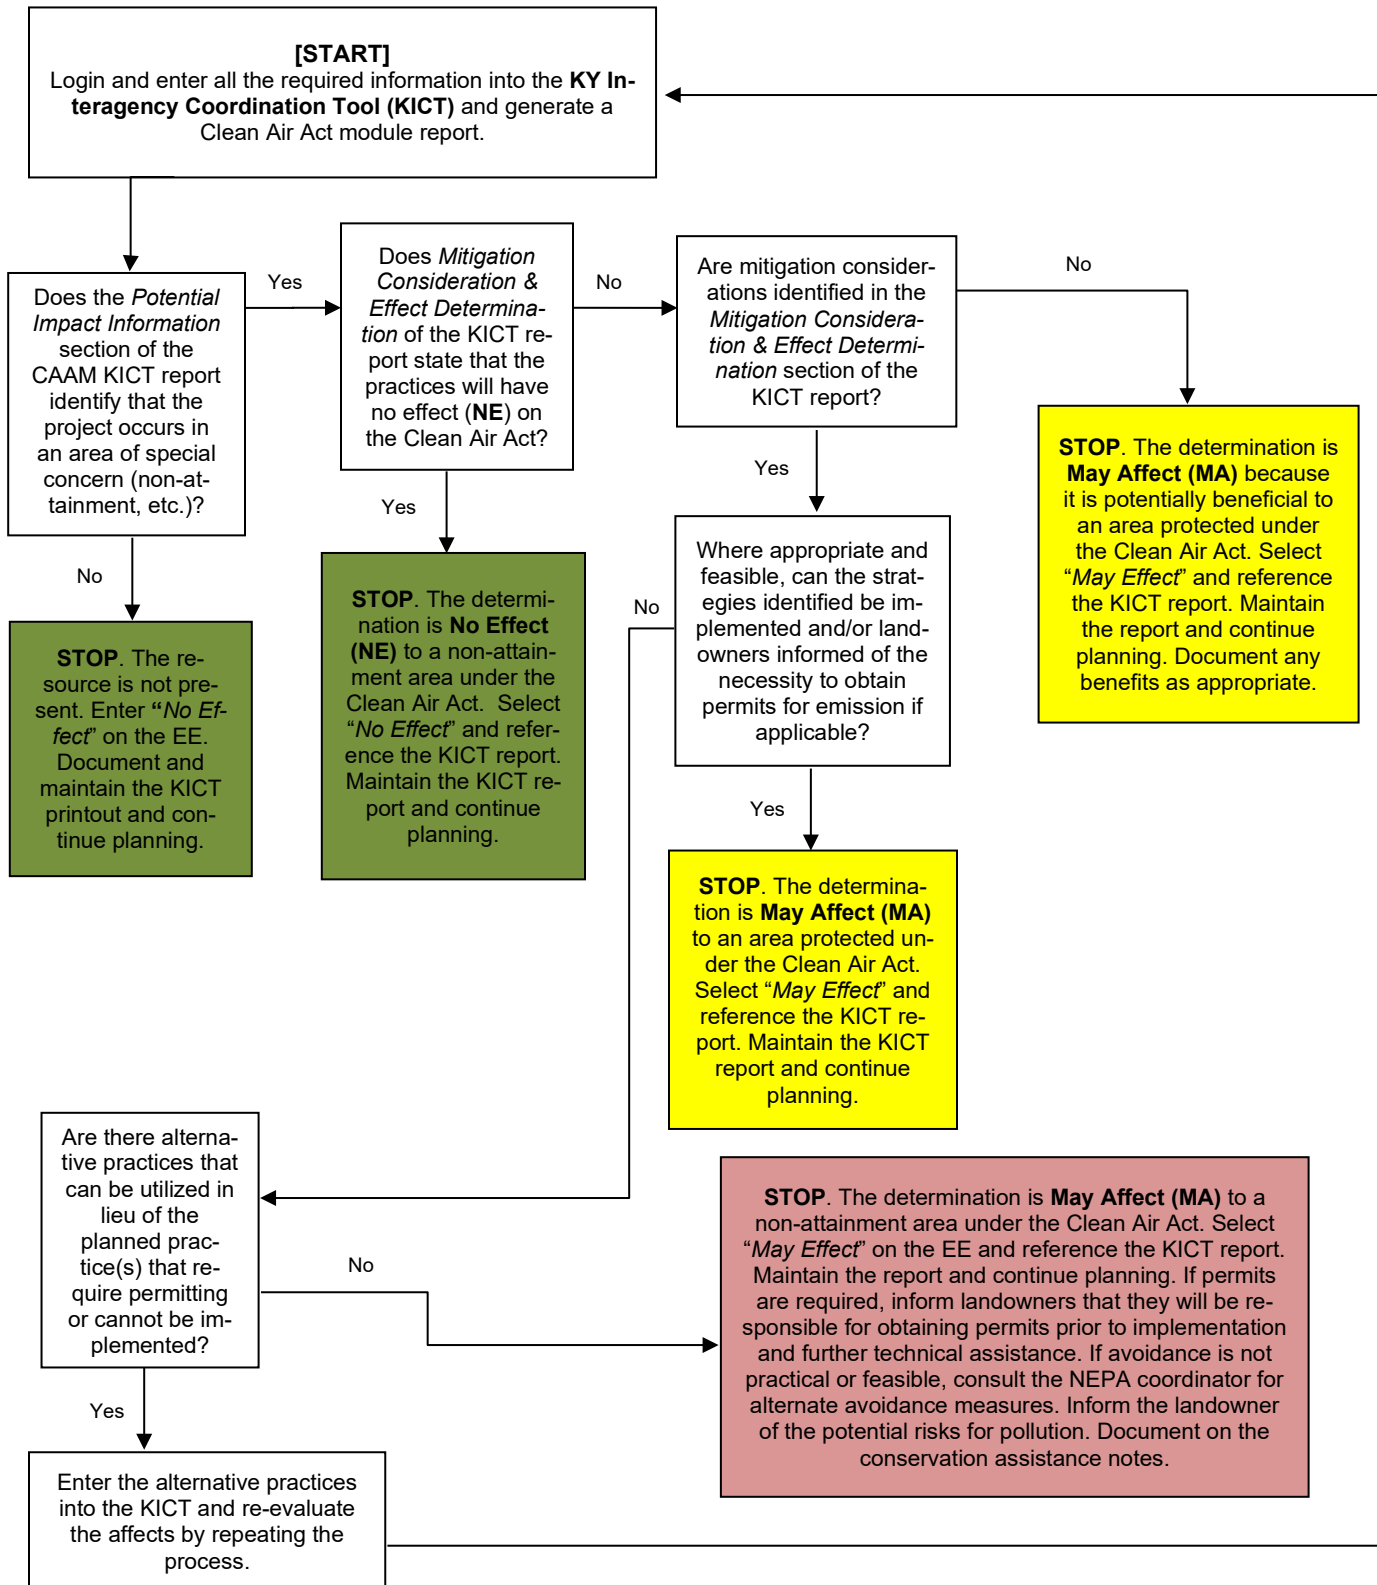 [START]
Login and enter all the required information into the KY In-
teragency Coordination Tool (KICT) and generate a
Clean Air Act module report.
Does the Potential
Impact Information
section of the
CAAM KICT report
identify that the
project occurs in
an area of special
concern (non-at-
tainment, etc.)?
Yes
Does Mitigation
Consideration &
Effect Determina-
tion of the KICT re-
port state that the
practices will have
no effect (NE) on
the Clean Air Act?
No
Are mitigation consider-
ations identified in the
Mitigation Considera-
tion & Effect Determi-
nation section of the
KICT report?
No
STOP. The determination is
May Affect (MA) because
it is potentially beneficial to
an area protected under
the Clean Air Act. Select
“May Effect” and reference
the KICT report. Maintain
the report and continue
planning. Document any
benefits as appropriate.
No
STOP. The re-
source is not pre-
sent. Enter “No Ef-
fect” on the EE.
Document and
maintain the KICT
printout and con-
tinue planning.
Yes
STOP. The determi-
nation is No Effect
(NE) to a non-attain-
ment area under the
Clean Air Act. Select
“No Effect” and refer-
ence the KICT report.
Maintain the KICT re-
port and continue
planning.
Yes
Where appropriate and
feasible, can the strat-
egies identified be im-
plemented and/or land-
owners informed of the
necessity to obtain
permits for emission if
applicable?
No
Yes
STOP. The determina-
tion is May Affect (MA)
to an area protected un-
der the Clean Air Act.
Select “May Effect” and
reference the KICT re-
port. Maintain the KICT
report and continue
planning.
Are there alterna-
tive practices that
can be utilized in
lieu of the
planned prac-
tice(s) that re-
quire permitting
or cannot be im-
plemented?
No
STOP. The determination is May Affect (MA) to a
non-attainment area under the Clean Air Act. Select
“May Effect” on the EE and reference the KICT report.
Maintain the report and continue planning. If permits
are required, inform landowners that they will be re-
sponsible for obtaining permits prior to implementation
and further technical assistance. If avoidance is not
practical or feasible, consult the NEPA coordinator for
alternate avoidance measures. Inform the landowner
of the potential risks for pollution. Document on the
conservation assistance notes.
Yes
Enter the alternative practices
into the KICT and re-evaluate
the affects by repeating the
process.